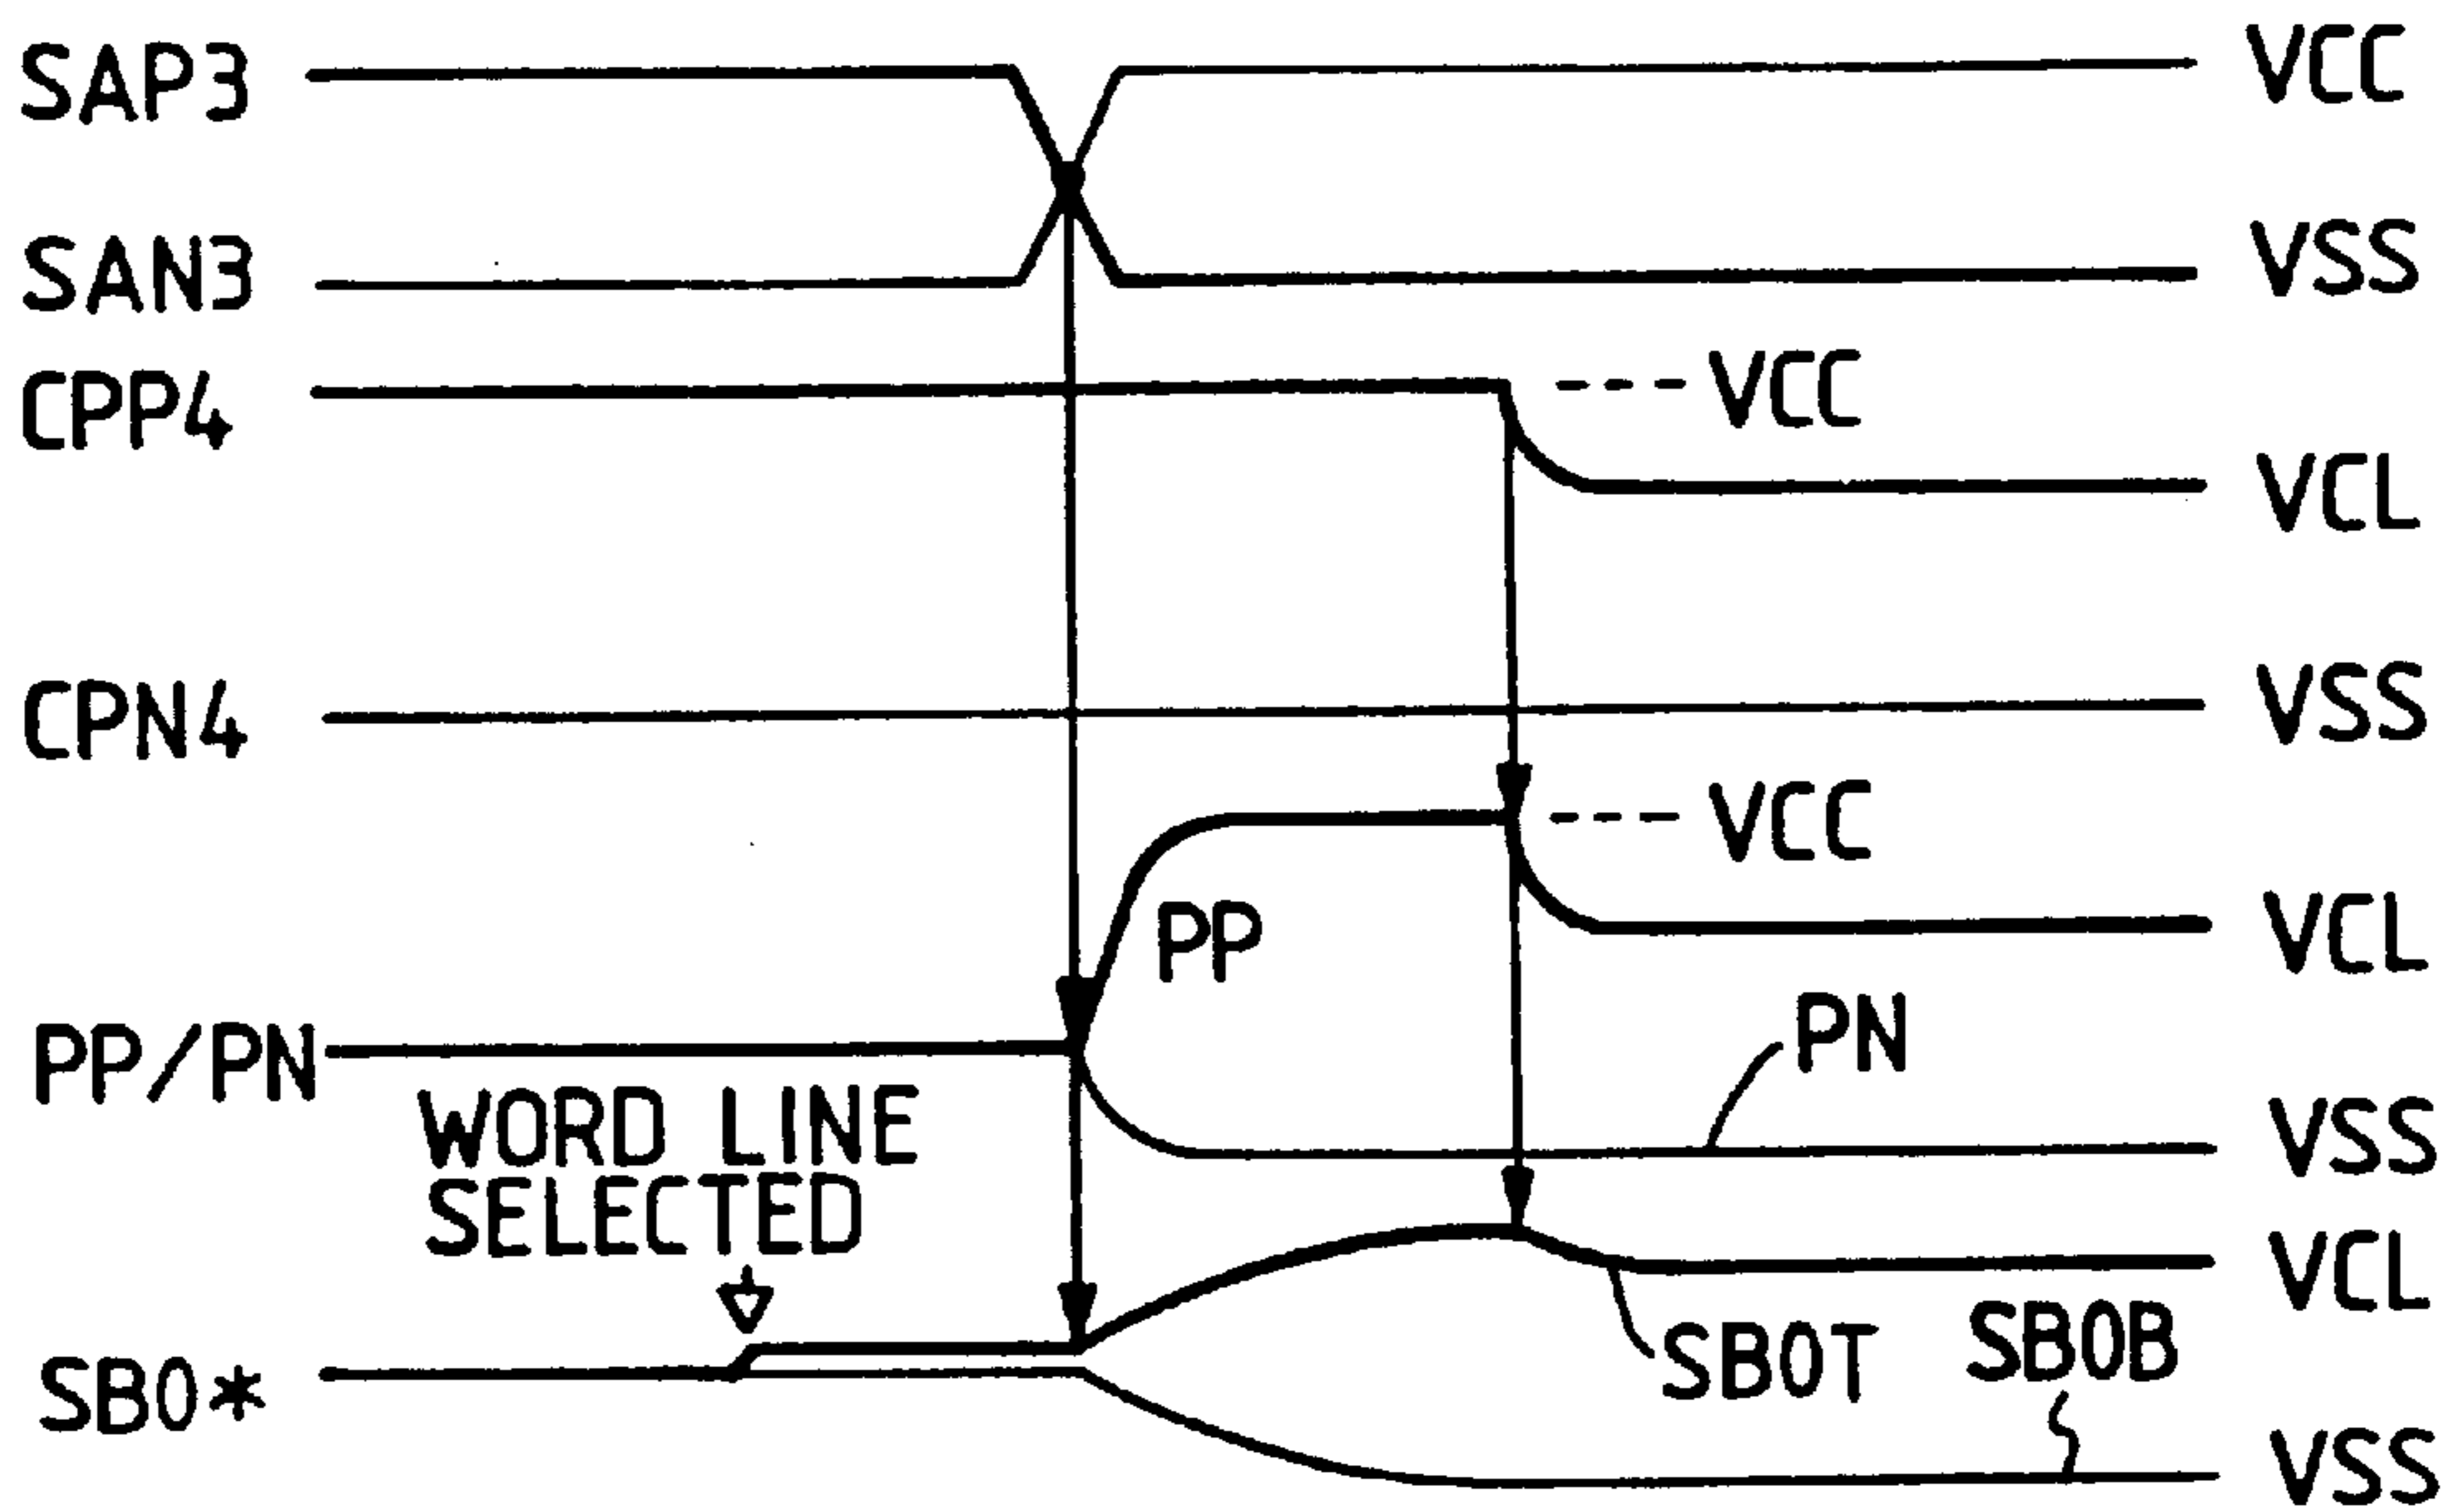 SAP3
VCC
SAN3
VSS
CPP4
VCC
VCL
CPN4
VSS
VCC
PP
VCL
PN
PP/PN
WORD LINE
SELECTED
VSS
VCL
SB0T
SB0B
SB0*
VSS